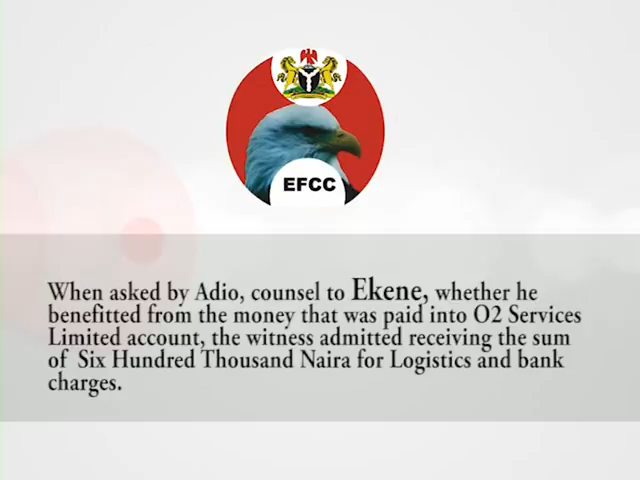 EFCC
When asked by Adio, counsel to Ekene, whether he
benefitted from the money that was paid into O2 Services
Limited account, the witness admitted receiving the sum
of Six Hundred Thousand Naira for Logistics and bank
charges.